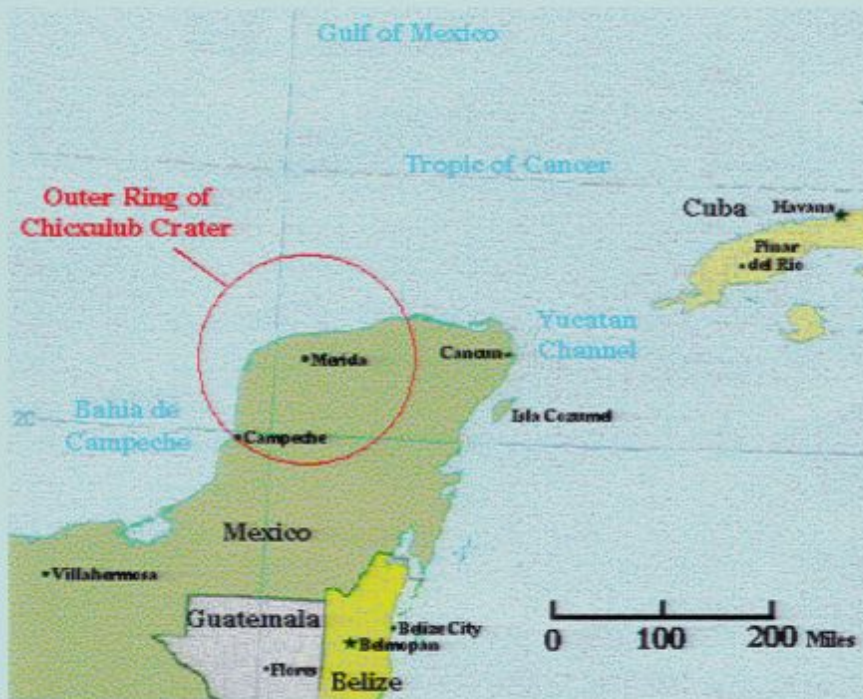 Gulf of Mexico
Tropic of Cancer
Outer Ring of
Chicxulub Crater
Cuba
Havana
Pinar
del Rio
Yucatan
Channel
Merida
Cancun
2C
Bahia de
Campeche
Isla Cozumel
Campeche
Mexico
Villahermosa
Guatemala
Belize City
Belmopan
Flores
Belize
0 100 200 Miles